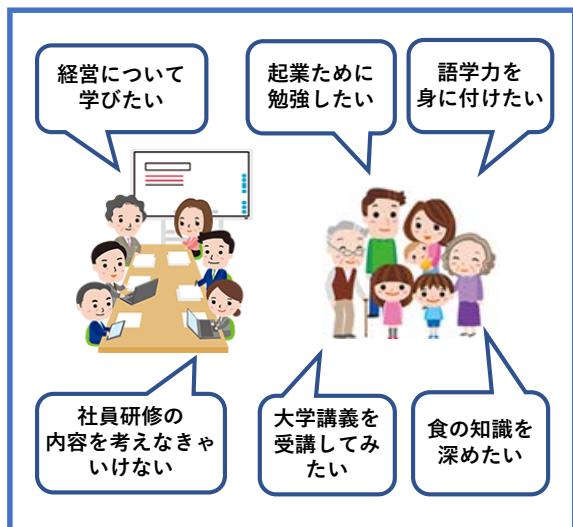 経営について
学びたい
起業ために
勉強したい
語学力を
身に付けたい
社員研修の
内容を考えなきゃ
いけない
大学講義を
受講してみ
たい
食の知識を
深めたい